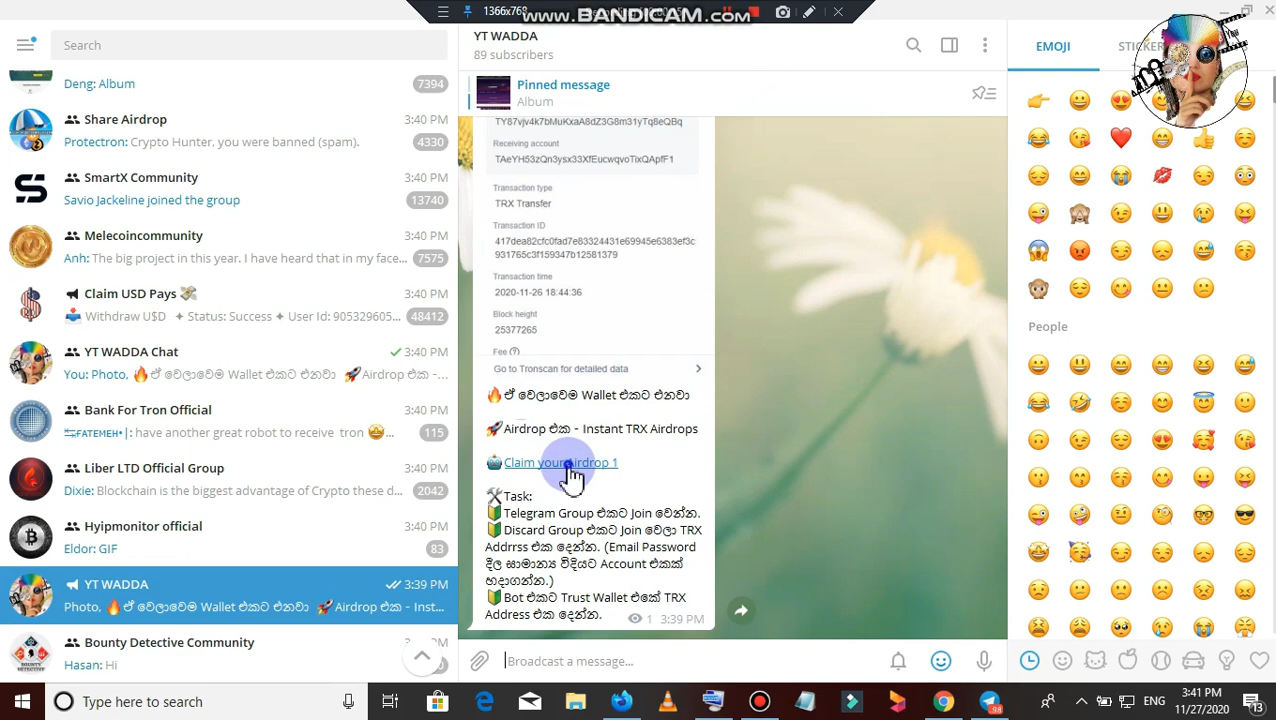 1366x768
www.BANDICAM.com
Search
YT WADDA
89 subscribers
Pinned message
Album
EMOJI
STICKER
Deng: Album
7394
Share Airdrop
3:40 PM
Protectron: Crypto Hunter, you were banned (spam).
4330
SmartX Community
3:40 PM
Savio Jackeline joined the group
13740
Melecoincommunity
3:40 PM
Anh: The big project in this year. I have heard that in my face...
7575
Claim USD Pays
3:40 PM
Withdraw U$D ✦ Status: Success ✦ User Id: 905329605...
48412
YT WADDA Chat
3:40 PM
You: Photo, 🔥ඒ වෙලාවෙම Wallet එකට එනවා 🚀Airdrop එක -...
Bank For Tron Official
3:40 PM
FATEMEH•|: have another great robot to receive tron 🤩...
115
Liber LTD Official Group
3:40 PM
Dixie: Blockchain is the biggest advantage of Crypto these d...
2042
Hyipmonitor official
3:40 PM
Eldor: GIF
83
YT WADDA
3:39 PM
Photo, 🔥ඒ වෙලාවෙම Wallet එකට එනවා 🚀Airdrop එක - Inst...
Bounty Detective Community
Hasan: Hi
TY87vjv4k7bMuKxaA8dZ3G8m31yTq8eQBq
Receiving account
TAeYH53zQn3ysx33XfEucwqvoTixQApfF1
Transaction type
TRX Transfer
Transaction ID
417dea82cfc0fad7e83324431e69945e6383ef3c
931765c3f159347b12581379
Transaction time
2020-11-26 18:44:36
Block height
25377265
Fee
Go to Tronscan for detailed data
🔥ඒ වෙලාවෙම Wallet එකට එනවා
🚀Airdrop එක - Instant TRX Airdrops
🤖Claim your Airdrop 1
🛠Task:
🔰Telegram Group එකට Join වෙන්න.
🔰Discard Group එකට Join වෙලා TRX
Addrrss එක දෙන්න. (Email Password
දීල සාමාන්‍ය විදියට Account එකක්
හදාගන්න.)
🔰Bot එකට Trust Wallet එකේ TRX
Address එක දෙන්න.
1 3:39 PM
Broadcast a message...
People
Type here to search
98
ENG
3:41 PM
11/27/2020
13